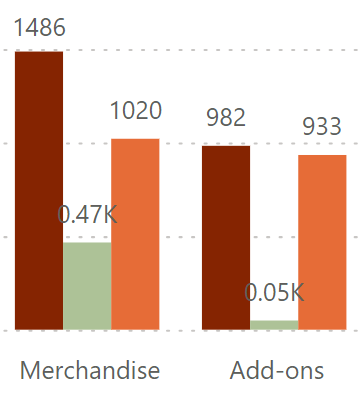 1486
1020
982
933
0.47K
0.05K
Merchandise
Add-ons